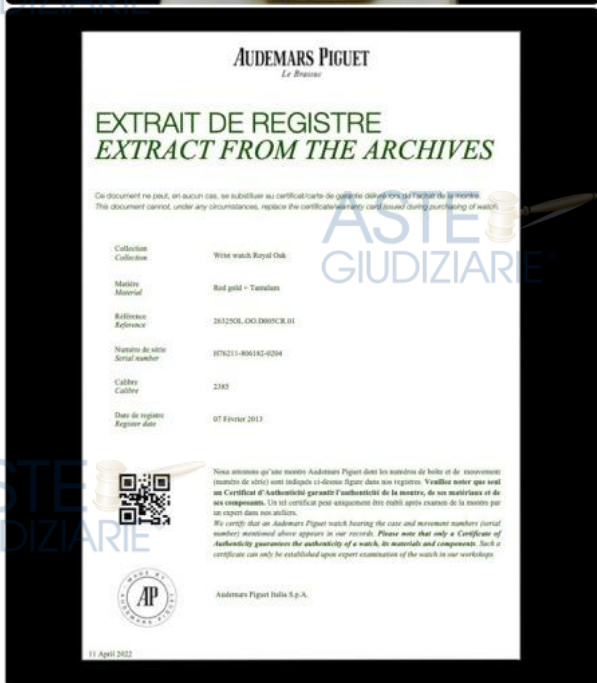 AUDEMARS PIGUET
Le Brassus
EXTRAIT DE REGISTRE
EXTRACT FROM THE ARCHIVES
Ce document ne peut, en aucun cas, se substituer au certificat/carte de garantie délivré lors de l'achat de la montre.
This document cannot, under any circumstances, replace the certificate/warranty card issued during purchasing of watch.
ASTE
GIUDIZIARIE®
Collection
Collection
Wrist watch Royal Oak
Matière
Material
Red gold + Tantalum
Référence
Reference
26325OL.OO.D005CR.01
Numéro de série
Serial number
H76211-806182-0204
Calibre
Calibre
2385
Date de registre
Register date
07 Février 2013
Nous attestons qu'une montre Audemars Piguet dont les numéros de boîte et de mouvement
(numéro de série) sont indiqués ci-dessus figure dans nos registres. Veuillez noter que seul
un Certificat d'Authenticité garantit l'authenticité de la montre, de ses matériaux et de
ses composants. Un tel certificat peut uniquement être établi après examen de la montre par
un expert dans nos ateliers.
We certify that an Audemars Piguet watch bearing the case and movement numbers (serial
number) mentioned above appears in our records. Please note that only a Certificate of
Authenticity guarantees the authenticity of a watch, its materials and components. Such a
certificate can only be established upon expert examination of the watch in our workshops.
STE
DIZIARIE
MADE BY
AP
AUDEMARS PIGUET
Audemars Piguet Italia S.p.A.
11 April 2022